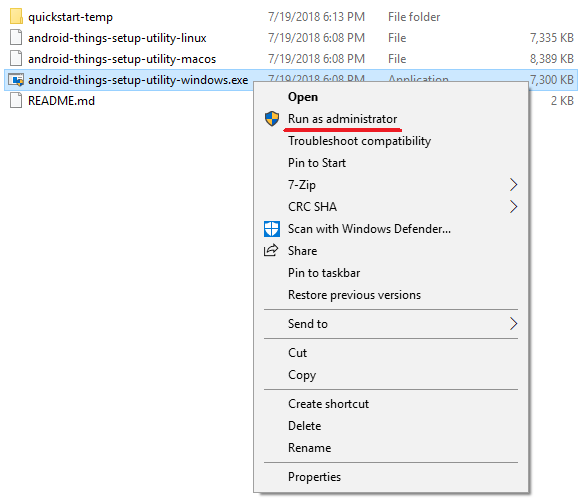 quickstart-temp 7/19/2018 6:13 PM File folder
android-things-setup-utility-linux 7/19/2018 6:08 PM File 7,335 KB
android-things-setup-utility-macos 7/19/2018 6:08 PM File 8,389 KB
android-things-setup-utility-windows.exe 7/19/2018 6:08 PM Application 7,300 KB
README.md 2 KB
Open
Run as administrator
Troubleshoot compatibility
Pin to Start
7-Zip
CRC SHA
Scan with Windows Defender...
Share
Pin to taskbar
Restore previous versions
Send to
Cut
Copy
Create shortcut
Delete
Rename
Properties